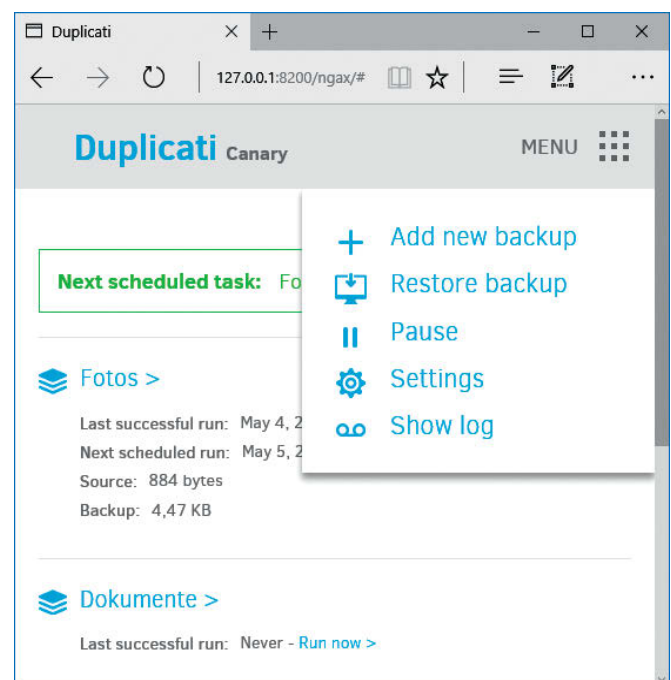 Duplicati
127.0.0.1:8200/ngax/#
Duplicati Canary
MENU
Add new backup
Restore backup
Pause
Settings
Show log
Next scheduled task: Fo
Fotos >
Last successful run: May 4, 2
Next scheduled run: May 5, 2
Source: 884 bytes
Backup: 4,47 KB
Dokumente >
Last successful run: Never - Run now >